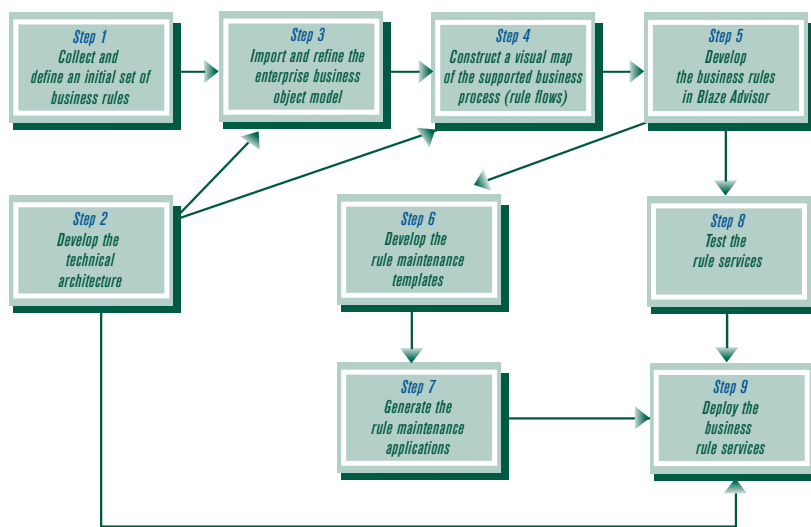 Step 1
Collect and
define an initial set of
business rules
Step 3
Import and refine the
enterprise business
object model
Step 4
Construct a visual map
of the supported business
process (rule flows)
Step 5
Develop
the business rules
in Blaze Advisor
Step 2
Develop the
technical
architecture
Step 6
Develop the
rule maintenance
templates
Step 8
Test the
rule services
Step 7
Generate the
rule maintenance
applications
Step 9
Deploy the
business
rule services